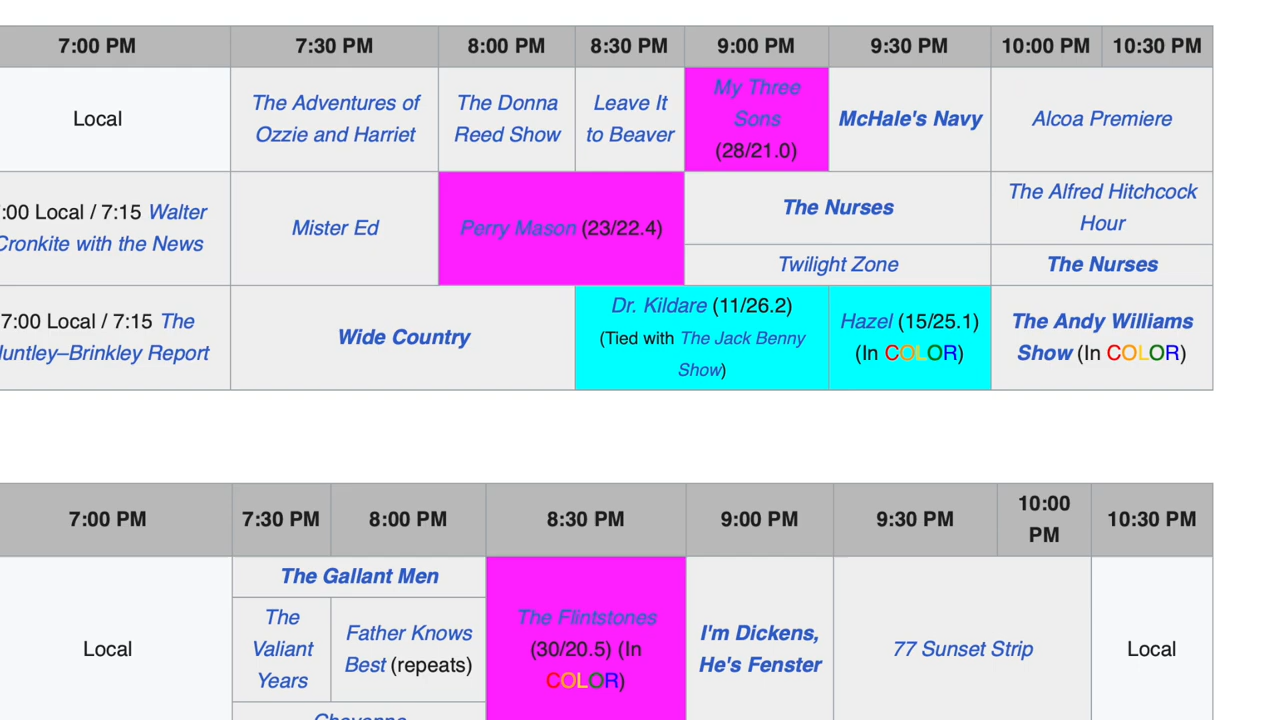 7:00 PM
7:30 PM
8:00 PM
8:30 PM
9:00 PM
9:30 PM
10:00 PM
10:30 PM
Local
The Adventures of
Ozzie and Harriet
The Donna
Reed Show
Leave It
to Beaver
My Three
Sons
(28/21.0)
McHale's Navy
Alcoa Premiere
:00 Local / 7:15 Walter
Cronkite with the News
Mister Ed
Perry Mason (23/22.4)
The Nurses
The Alfred Hitchcock
Hour
Twilight Zone
The Nurses
7:00 Local / 7:15 The
Huntley–Brinkley Report
Wide Country
Dr. Kildare (11/26.2)
(Tied with The Jack Benny
Show)
Hazel (15/25.1)
(In COLOR)
The Andy Williams
Show (In COLOR)
7:00 PM
7:30 PM
8:00 PM
8:30 PM
9:00 PM
9:30 PM
10:00
PM
10:30 PM
Local
The Gallant Men
The
Valiant
Years
Father Knows
Best (repeats)
Cheyenne
The Flintstones
(30/20.5) (In
COLOR)
I'm Dickens,
He's Fenster
77 Sunset Strip
Local